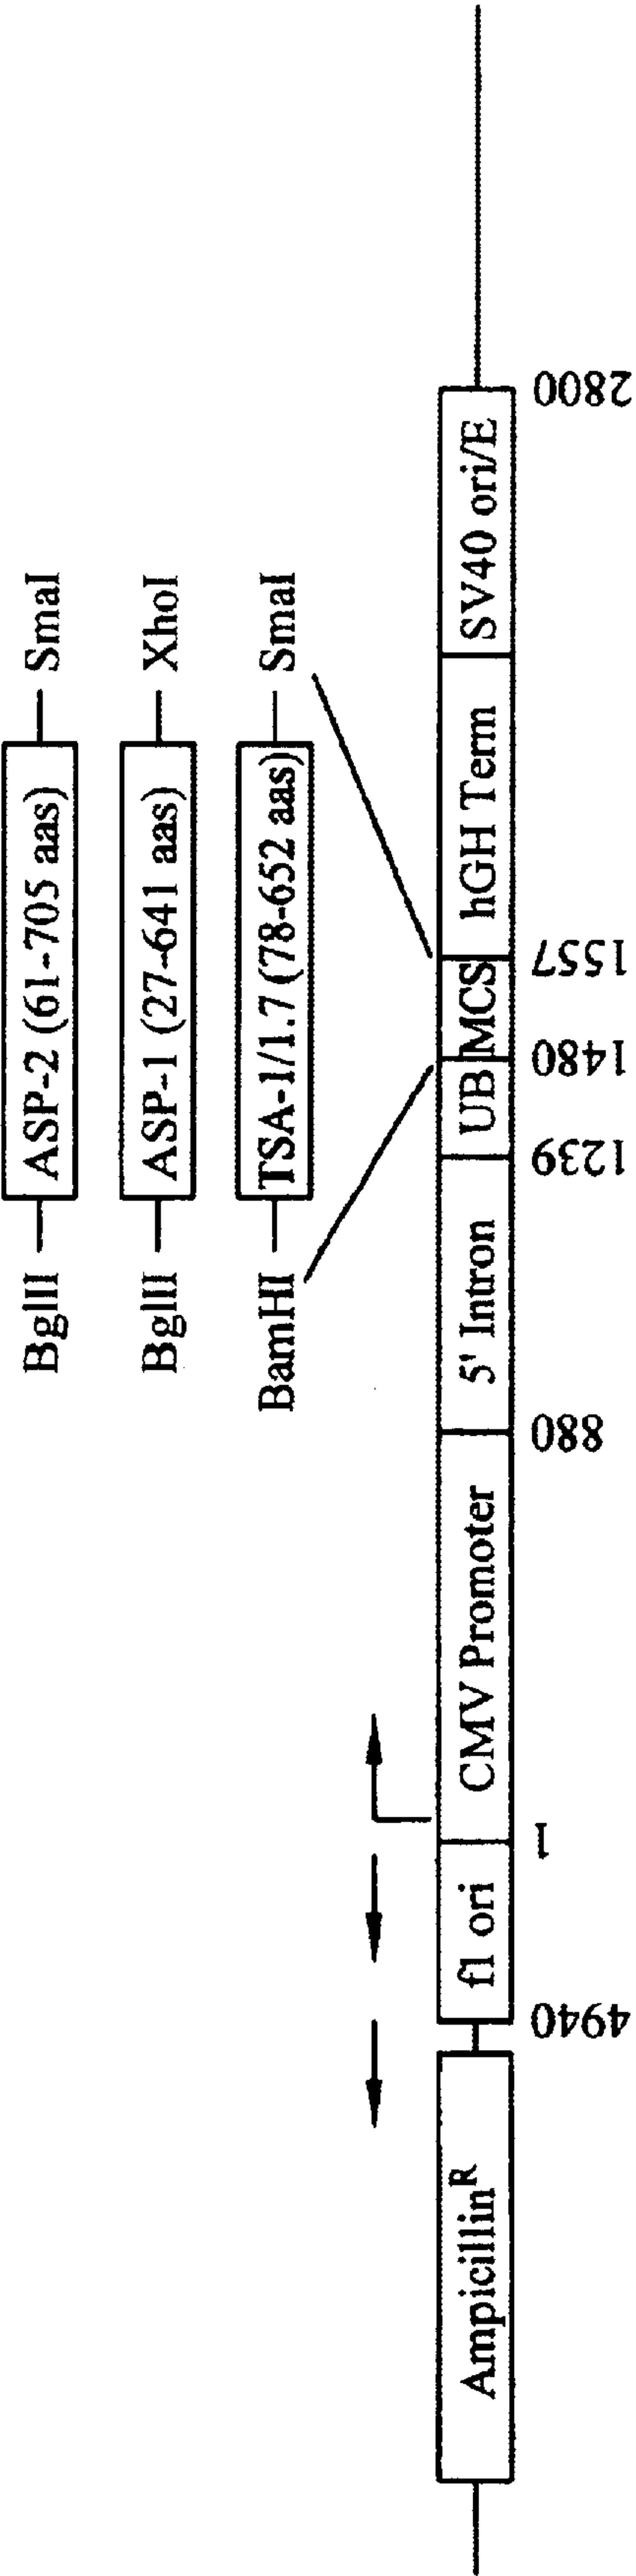 BglII — ASP-2 (61-705 aas) — SmaI
BglII — ASP-1 (27-641 aas) — XhoI
BamHI — TSA-1/1.7 (78-652 aas) — SmaI
Ampicillin^R f1 ori CMV Promoter 5' Intron UB MCS hGH Term SV40 ori/E
4940 1 880 1239 1480 1557 2800